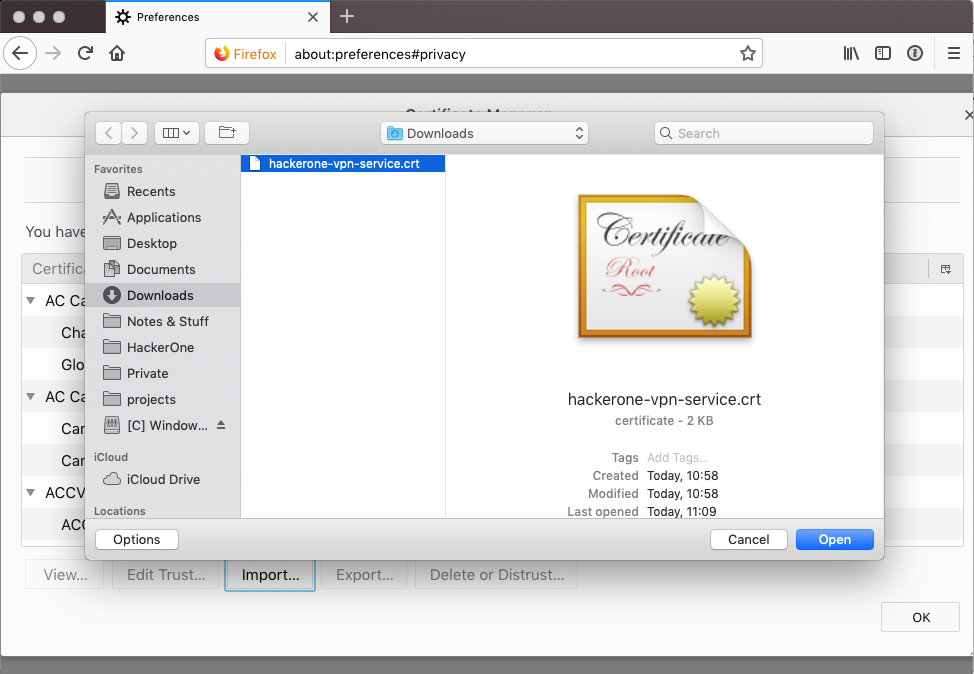 Preferences
Firefox about:preferences#privacy
Certificate Manager
Downloads
Search
Favorites
Recents
Applications
Desktop
Documents
Downloads
Notes & Stuff
HackerOne
Private
projects
[C] Window...
iCloud
iCloud Drive
Locations
hackerone-vpn-service.crt
Certificate
Root
hackerone-vpn-service.crt
certificate - 2 KB
Tags Add Tags...
Created Today, 10:58
Modified Today, 10:58
Last opened Today, 11:09
Options
Cancel
Open
You have
Certifica
AC Ca
Cha
Glo
AC Ca
Car
Car
ACCV
ACC
View...
Edit Trust...
Import...
Export...
Delete or Distrust...
OK